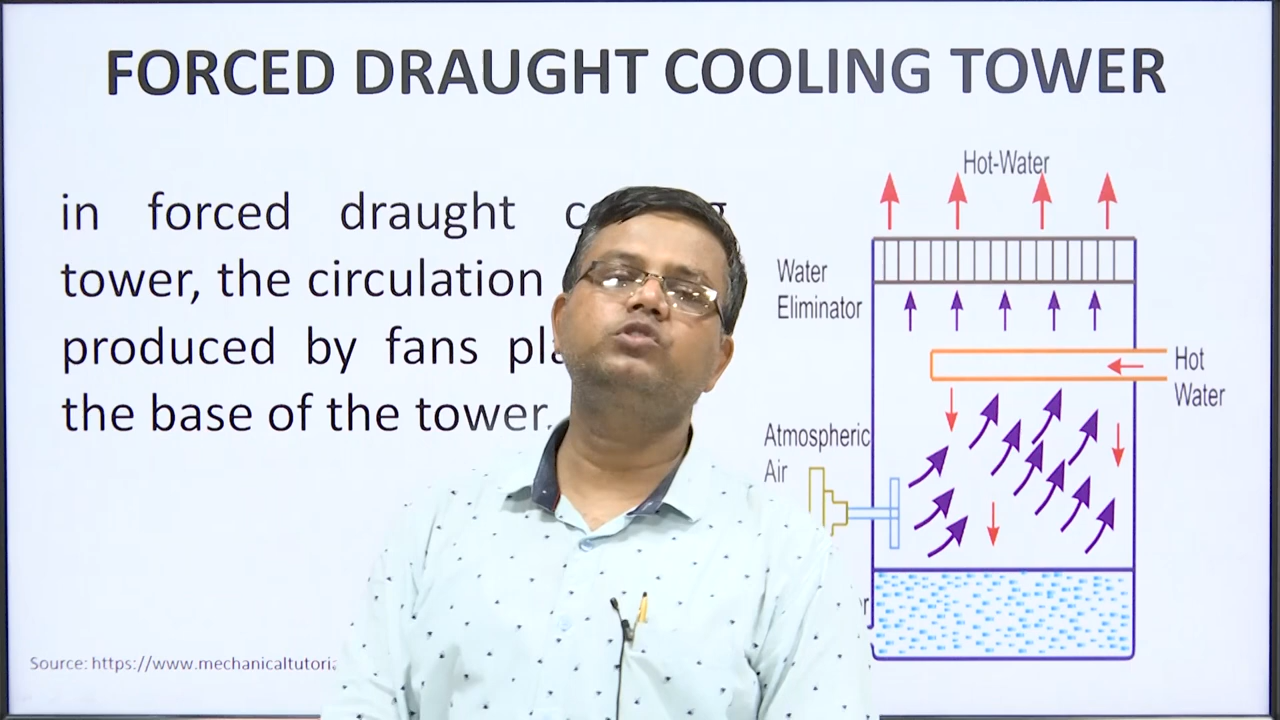 FORCED DRAUGHT COOLING TOWER
in forced draught
tower, the circulation
produced by fans
the base of the tower.
Source: https://www.mechanicaltutoria
Hot-Water
Water
Eliminator
Hot
Water
Atmospheric
Air